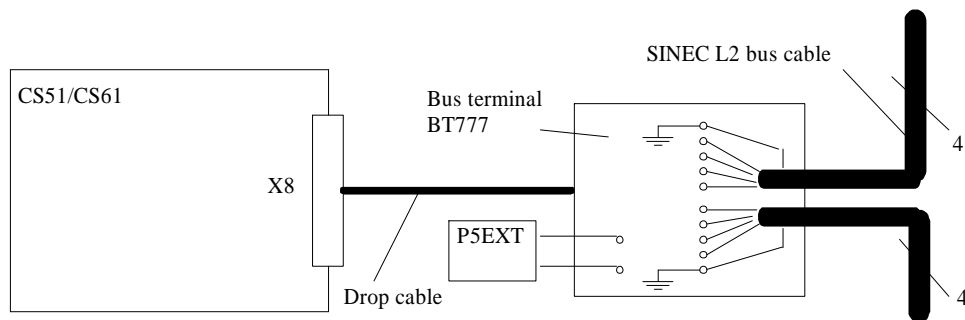 SINEC L2 bus cable
CS51/CS61
Bus terminal
BT777
4
X8
P5EXT
Drop cable
4